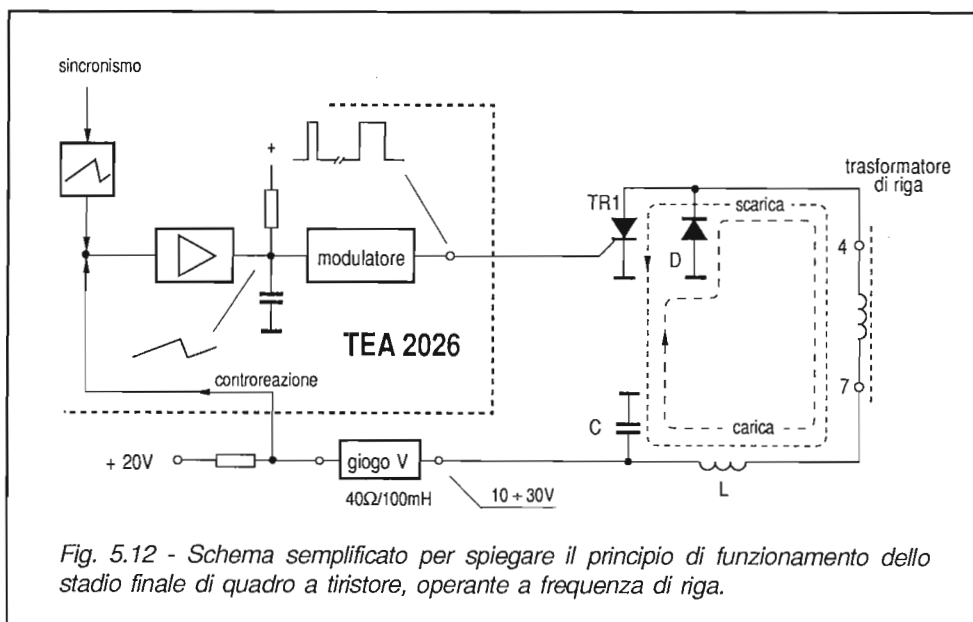 sincronismo
+
trasformatore
di riga
TR1
scarica
4
D
modulatore
TEA 2026
7
controreazione
C
carica
+ 20V
giogo V
L
40Ω/100mH
10 ÷ 30V
Fig. 5.12 - Schema semplificato per spiegare il principio di funzionamento dello
stadio finale di quadro a tiristore, operante a frequenza di riga.